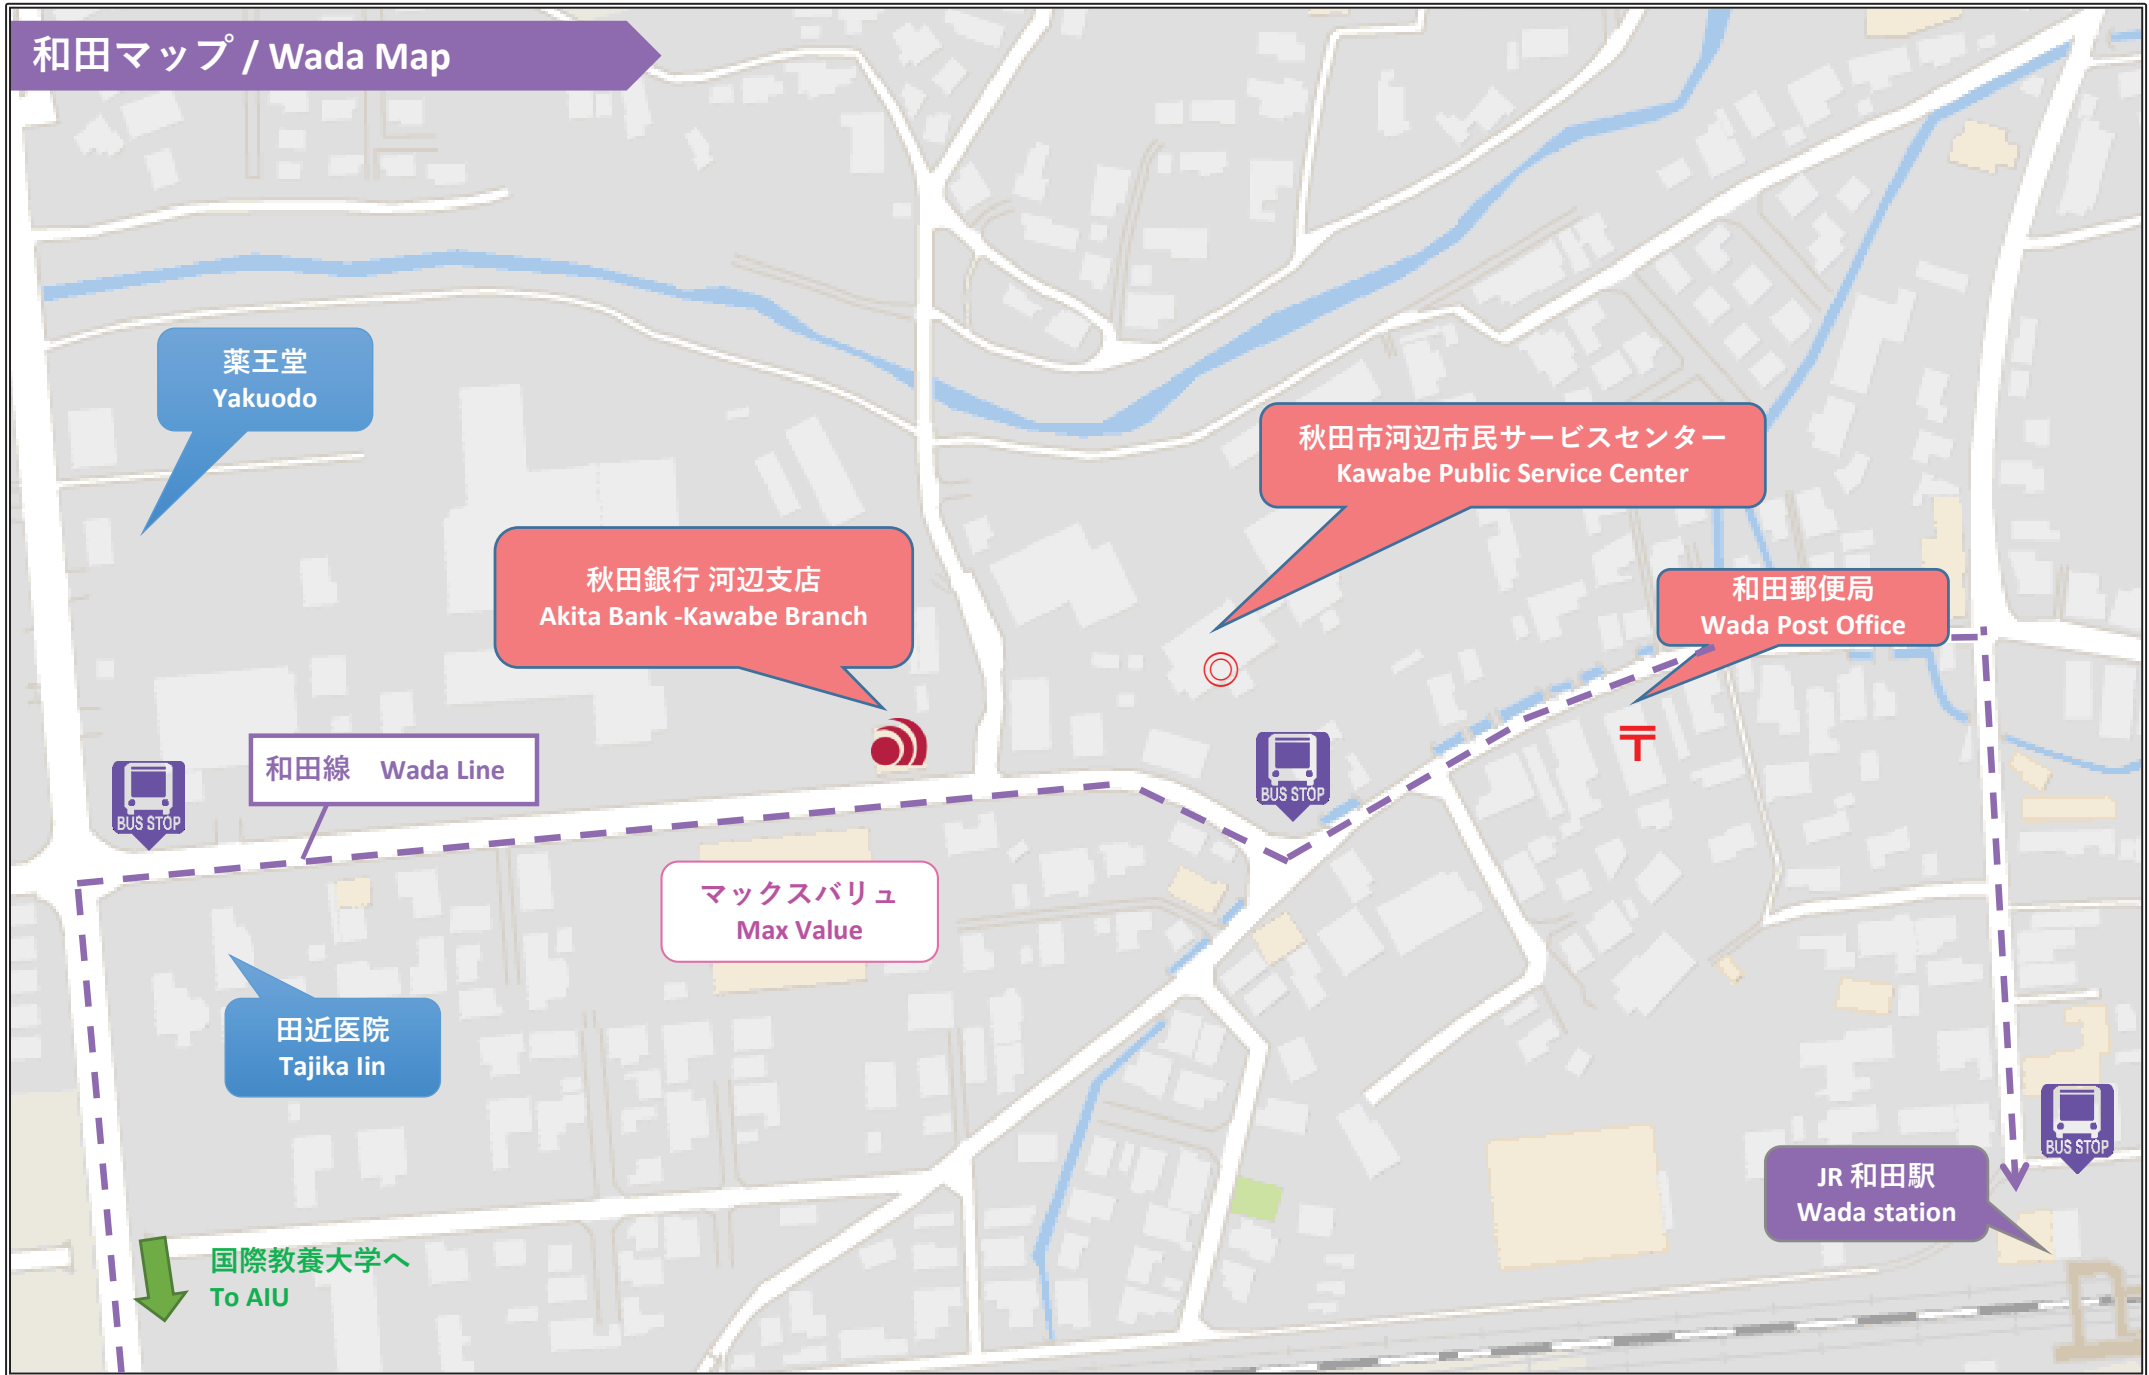 和田マップ / Wada Map
薬王堂
Yakuodo
秋田市河辺市民サービスセンター
Kawabe Public Service Center
秋田銀行 河辺支店
Akita Bank -Kawabe Branch
和田郵便局
Wada Post Office
和田線　Wada Line
BUS STOP
BUS STOP
マックスバリュ
Max Value
田近医院
Tajika Iin
BUS STOP
JR 和田駅
Wada station
国際教養大学へ
To AIU